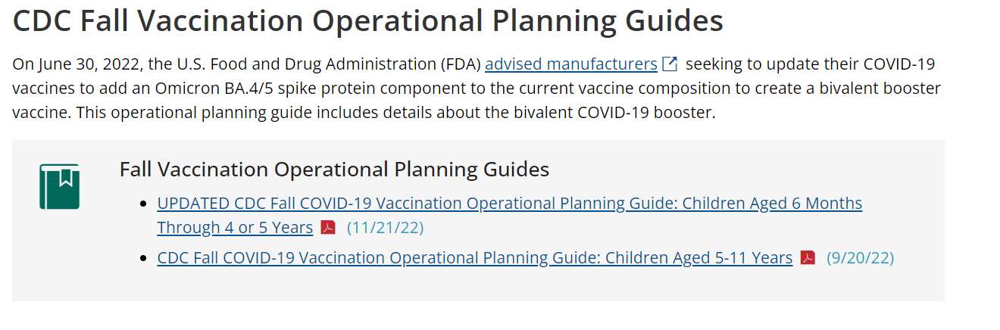 CDC Fall Vaccination Operational Planning Guides
On June 30, 2022, the U.S. Food and Drug Administration (FDA) advised manufacturers seeking to update their COVID-19
vaccines to add an Omicron BA.4/5 spike protein component to the current vaccine composition to create a bivalent booster
vaccine. This operational planning guide includes details about the bivalent COVID-19 booster.
Fall Vaccination Operational Planning Guides
• UPDATED CDC Fall COVID-19 Vaccination Operational Planning Guide: Children Aged 6 Months
Through 4 or 5 Years (11/21/22)
• CDC Fall COVID-19 Vaccination Operational Planning Guide: Children Aged 5-11 Years (9/20/22)